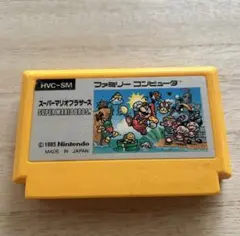 HVC-SM
ファミリー コンピュータ
スーパーマリオブラザーズ
SUPER MARIO BROS.
©1985 Nintendo
MADE IN JAPAN